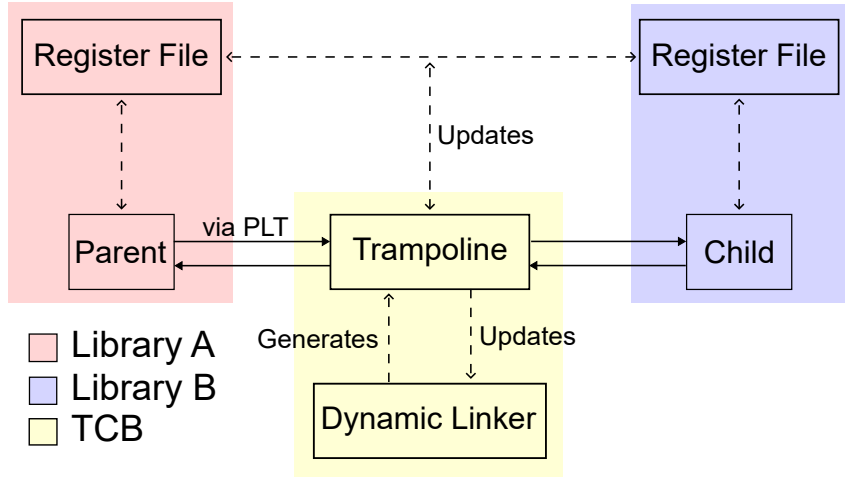 Register File
Register File
Updates
via PLT
Parent
Trampoline
Child
Generates
Updates
Library A
Library B
TCB
Dynamic Linker